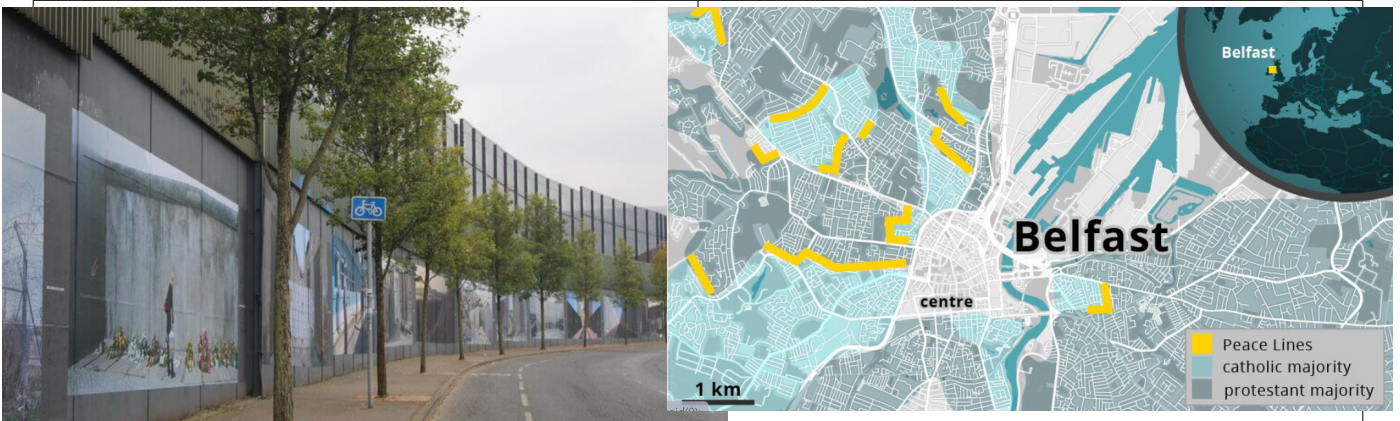 Belfast
Belfast
centre
Peace Lines
catholic majority
protestant majority
1 km